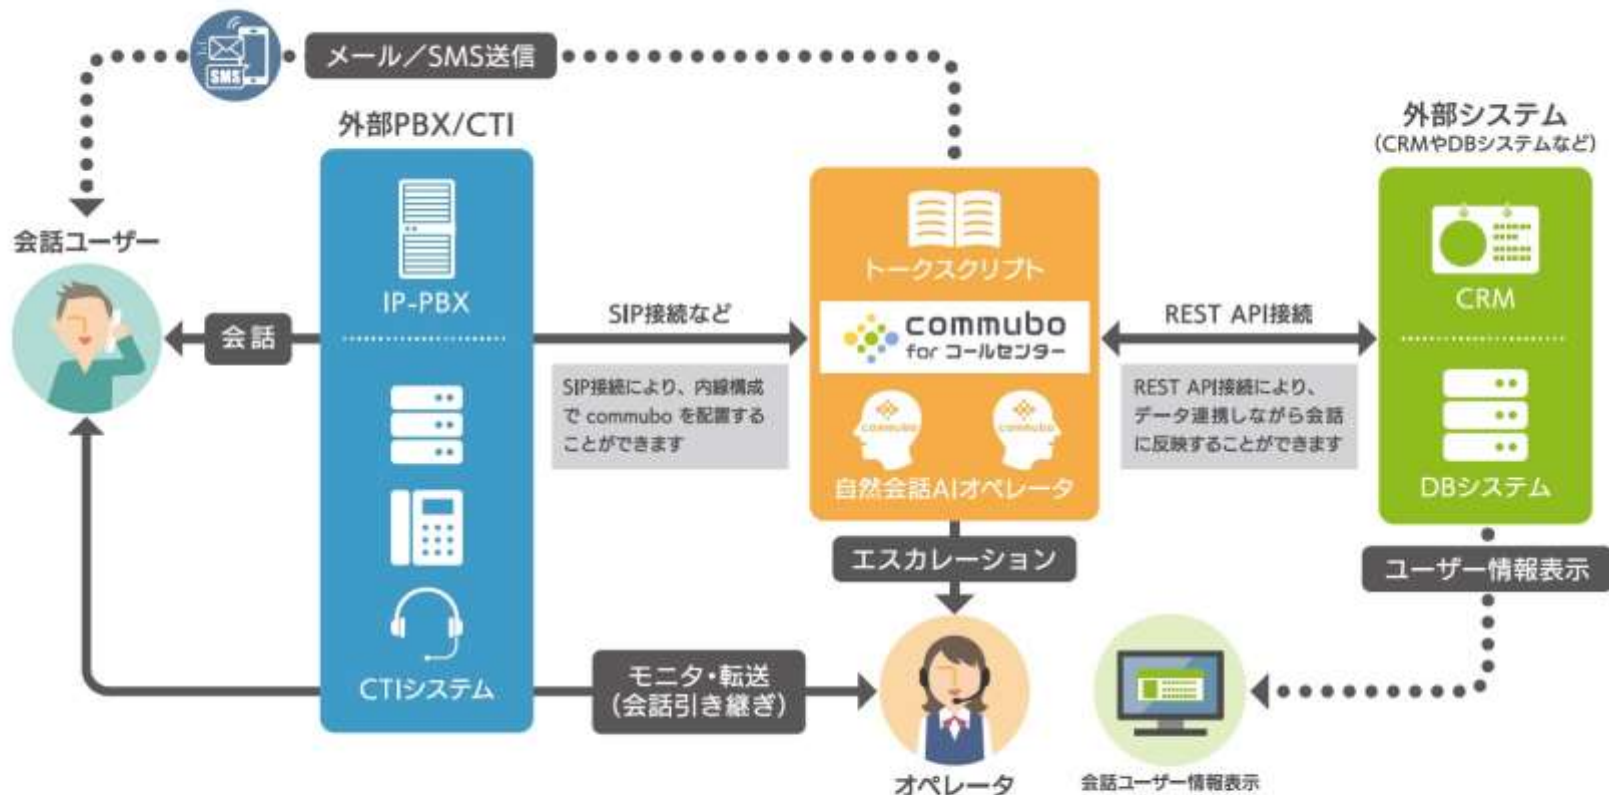 SMS
メール／SMS送信
外部PBX/CTI
外部システム
（CRMやDBシステムなど）
会話ユーザー
IP-PBX
会話
SIP接続など
SIP接続により、内線構成
で commubo を配置する
ことができます
トークスクリプト
commubo
for コールセンター
commubo
commubo
自然会話AIオペレータ
REST API接続
REST API接続により、
データ連携しながら会話
に反映することができます
CRM
DBシステム
エスカレーション
ユーザー情報表示
CTIシステム
モニタ・転送
（会話引き継ぎ）
オペレータ
会話ユーザー情報表示